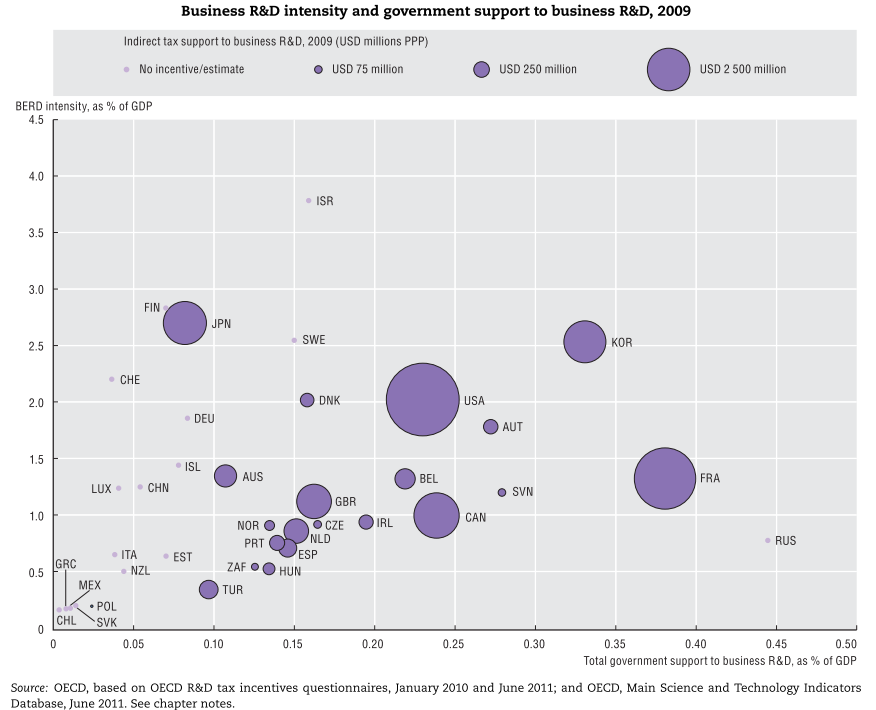 Business R&D intensity and government support to business R&D, 2009
Indirect tax support to business R&D, 2009 (USD millions PPP)
No incentive/estimate USD 75 million USD 250 million USD 2 500 million
BERD intensity, as % of GDP
4.5
4.0
ISR
3.5
3.0
FIN
JPN
SWE
KOR
2.5
CHE
2.0
DNK
USA
DEU
AUT
1.5
ISL
AUS
BEL
FRA
LUX
CHN
SVN
GBR
1.0
CAN
NOR
CZE
IRL
NLD
PRT
RUS
ITA
EST
ESP
GRC
ZAF
HUN
0.5
NZL
MEX
TUR
POL
CHL
SVK
0
0 0.05 0.10 0.15 0.20 0.25 0.30 0.35 0.40 0.45 0.50
Total government support to business R&D, as % of GDP
Source: OECD, based on OECD R&D tax incentives questionnaires, January 2010 and June 2011; and OECD, Main Science and Technology Indicators
Database, June 2011. See chapter notes.